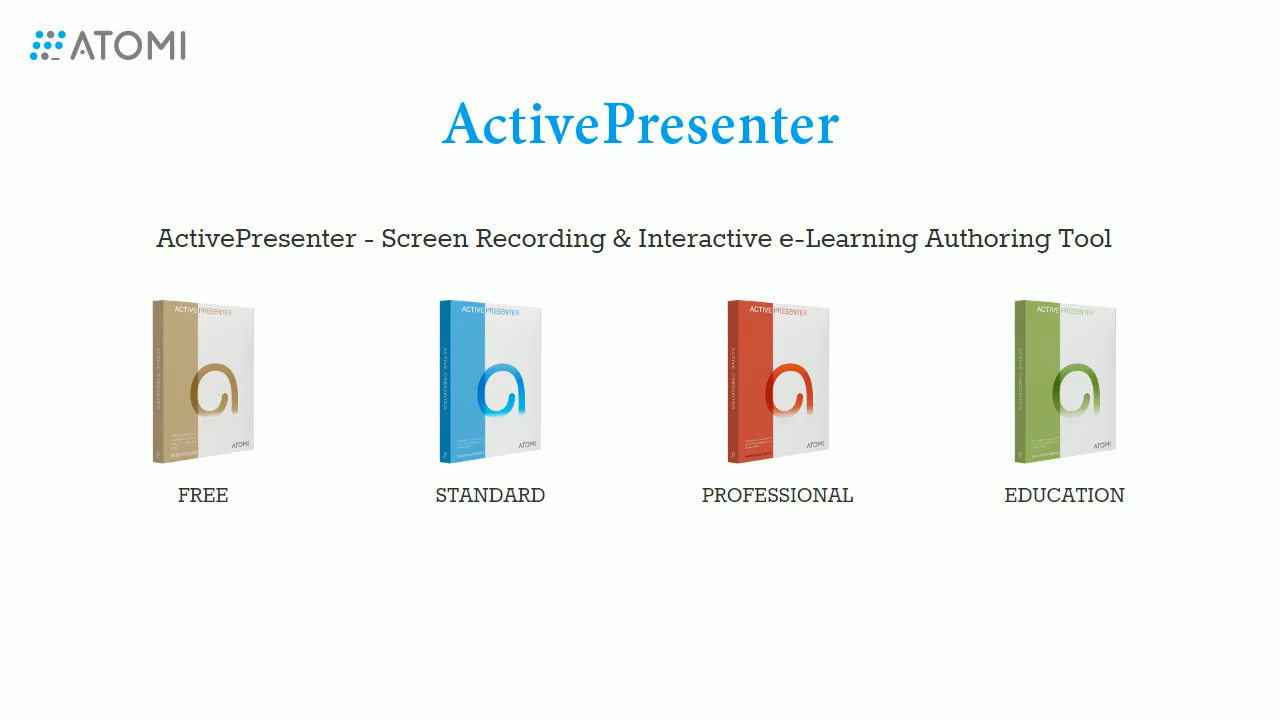 ATOMI
ActivePresenter
ActivePresenter - Screen Recording & Interactive e-Learning Authoring Tool
ACTIVE PRESENTER
ACTIVE PRESENTER
ACTIVE PRESENTER
ACTIVE PRESENTER
ATOMI
ATOMI
ATOMI
ATOMI
FREE
STANDARD
PROFESSIONAL
EDUCATION